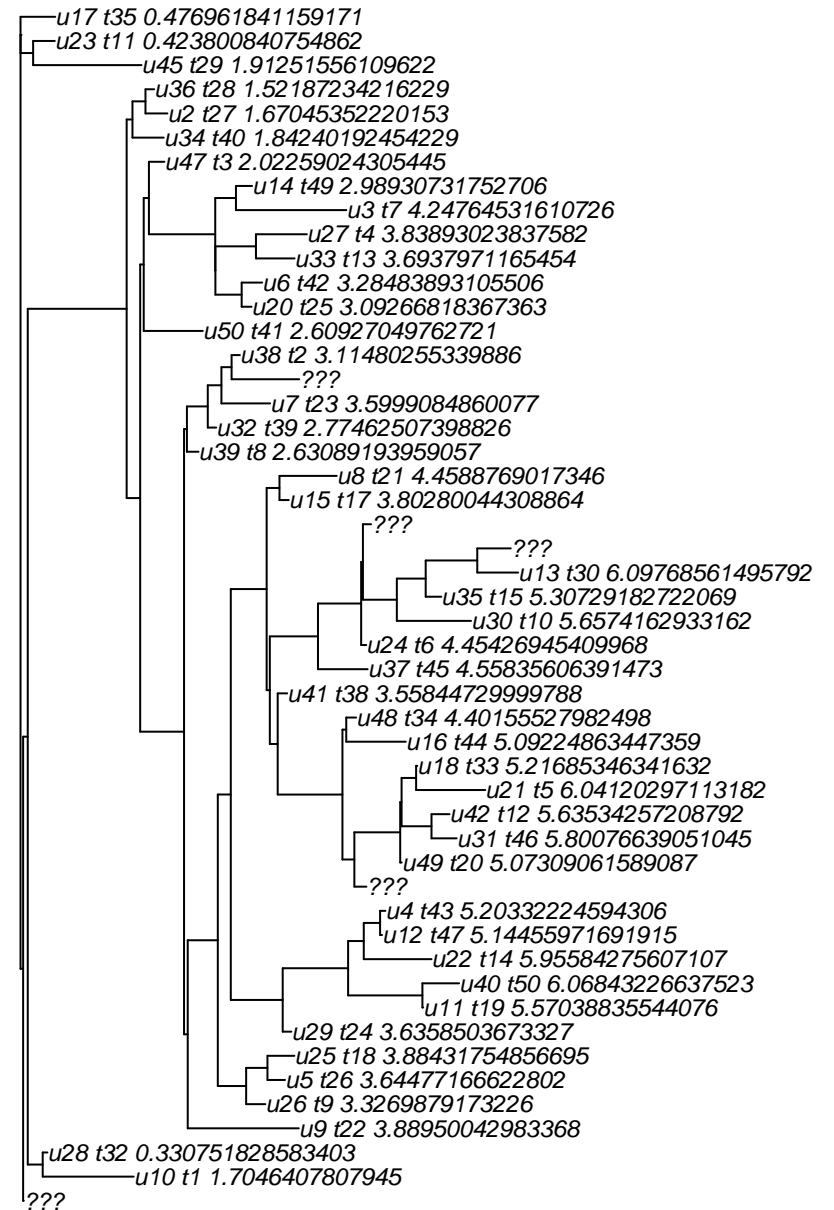 u17 t35 0.476961841159171
u23 t11 0.423800840754862
u45 t29 1.91251556109622
u36 t28 1.52187234216229
u2 t27 1.67045352220153
u34 t40 1.84240192454229
u47 t3 2.02259024305445
u14 t49 2.98930731752706
u3 t7 4.24764531610726
u27 t4 3.83893023837582
u33 t13 3.6937971165454
u6 t42 3.28483893105506
u20 t25 3.09266818367363
u50 t41 2.60927049762721
u38 t2 3.11480255339886
???
u7 t23 3.5999084860077
u32 t39 2.77462507398826
u39 t8 2.63089193959057
u8 t21 4.4588769017346
u15 t17 3.80280044308864
???
???
u13 t30 6.09768561495792
u35 t15 5.30729182722069
u30 t10 5.6574162933162
u24 t6 4.45426945409968
u37 t45 4.55835606391473
u41 t38 3.55844729999788
u48 t34 4.40155527982498
u16 t44 5.09224863447359
u18 t33 5.21685346341632
u21 t5 6.04120297113182
u42 t12 5.63534257208792
u31 t46 5.80076639051045
u49 t20 5.07309061589087
???
u4 t43 5.20332224594306
u12 t47 5.14455971691915
u22 t14 5.95584275607107
u40 t50 6.06843226637523
u11 t19 5.57038835544076
u29 t24 3.6358503673327
u25 t18 3.88431754856695
u5 t26 3.64477166622802
u26 t9 3.3269879173226
u9 t22 3.88950042983368
u28 t32 0.330751828583403
u10 t1 1.7046407807945
???